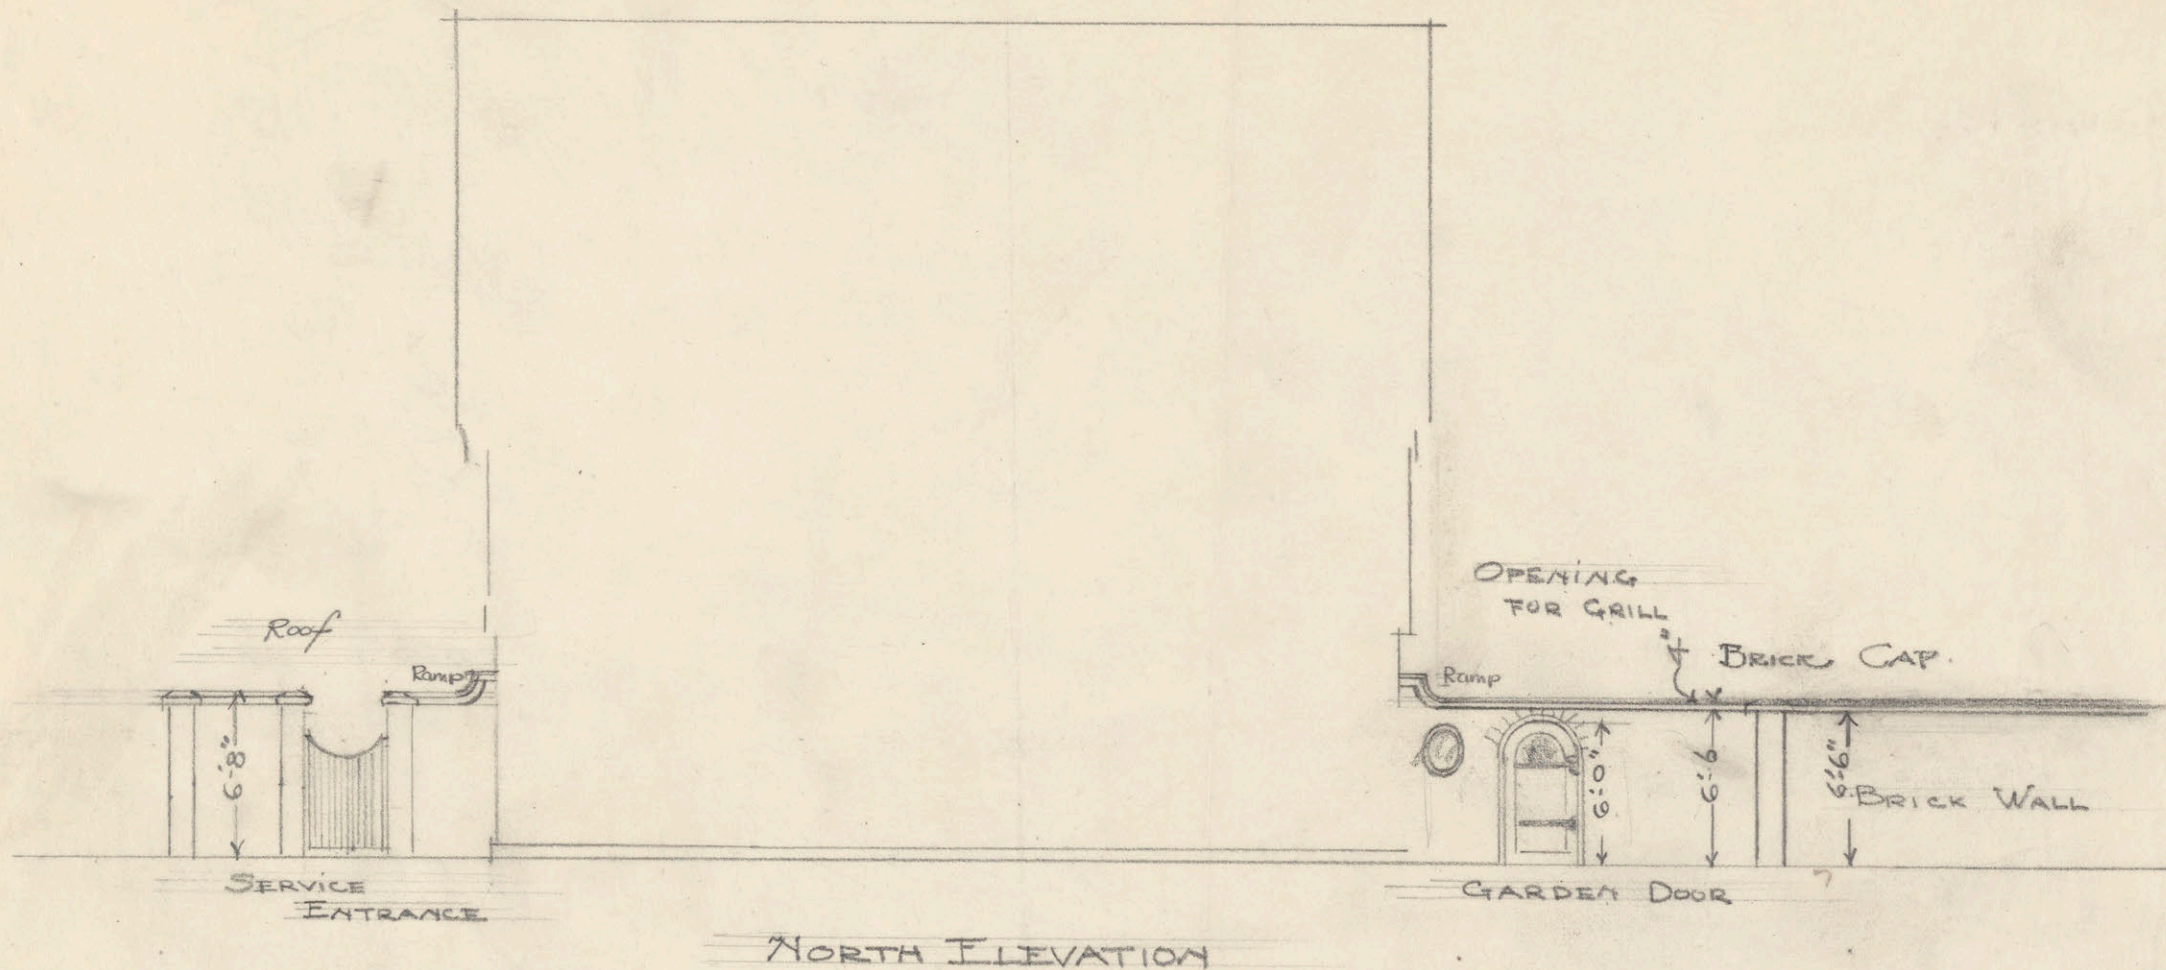 Roof
Ramp
6'-8"
SERVICE
ENTRANCE
OPENING
FOR GRILL
BRICK CAP.
Ramp
6'-0"
6'-6
6'-6"
BRICK WALL
GARDEN DOOR
NORTH ELEVATION